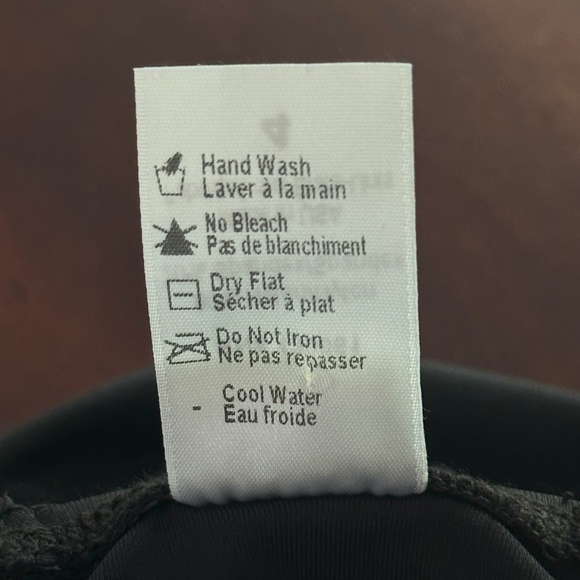 Hand Wash
Laver à la main
No Bleach
Pas de blanchiment
Dry Flat
Sécher à plat
Do Not Iron
Ne pas repasser
- Cool Water
Eau froide